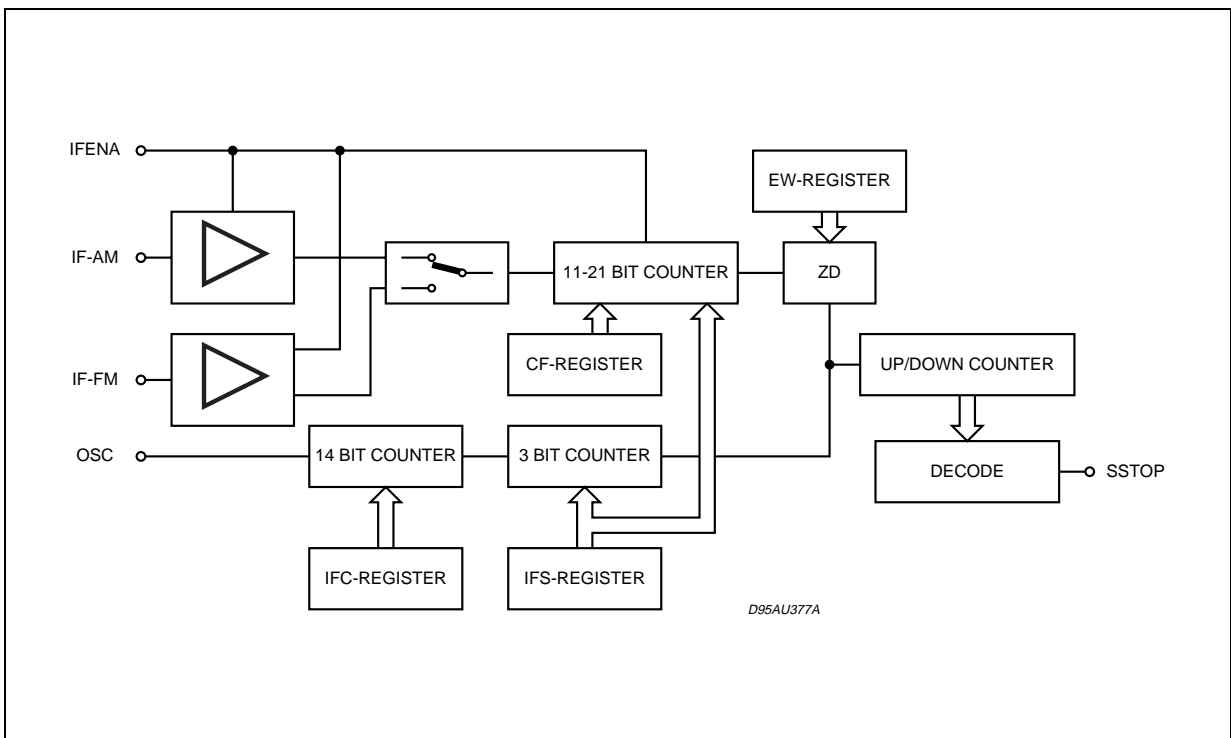 IFENA
EW-REGISTER
IF-AM
11-21 BIT COUNTER
ZD
IF-FM
CF-REGISTER
UP/DOWN COUNTER
OSC
14 BIT COUNTER
3 BIT COUNTER
DECODE
SSTOP
IFC-REGISTER
IFS-REGISTER
D95AU377A